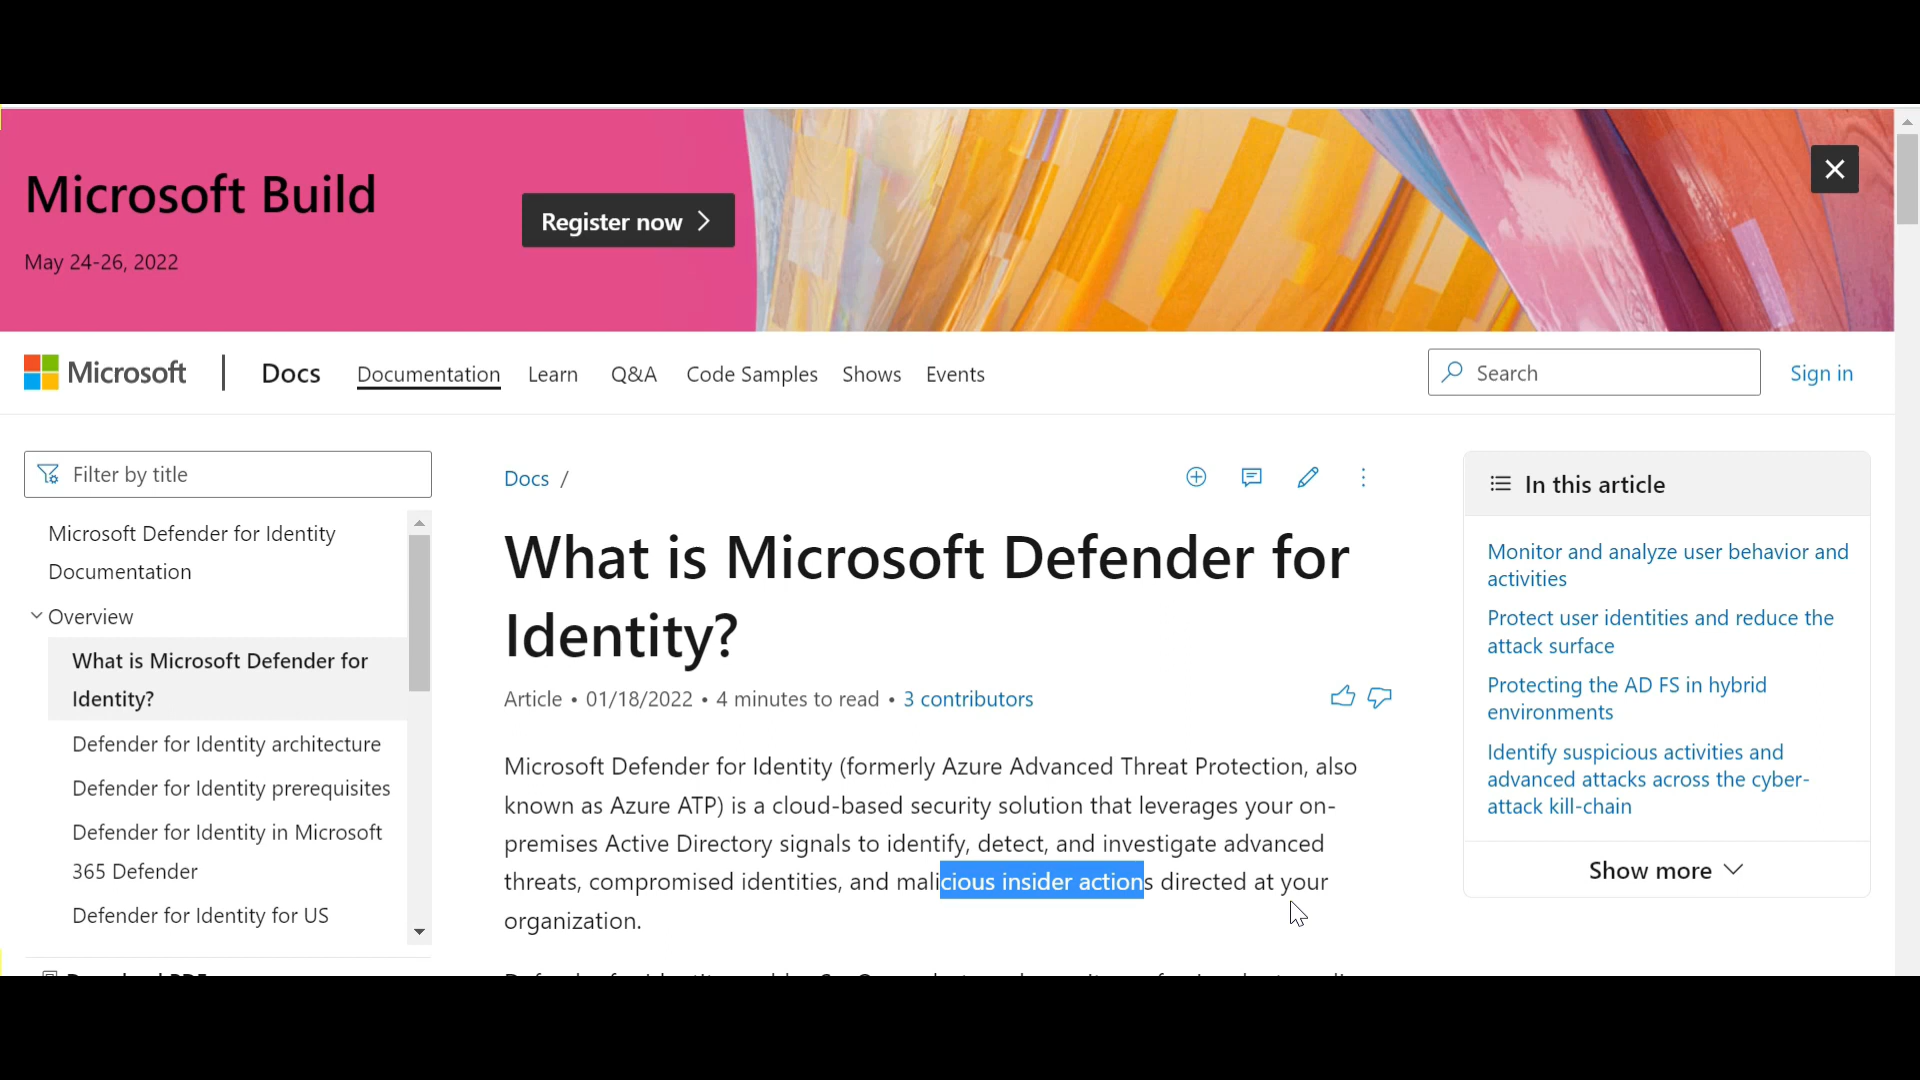 Microsoft Build
Register now
May 24-26, 2022
Microsoft
Docs
Documentation
Learn
Q&A
Code Samples
Shows
Events
Search
Sign in
Filter by title
Microsoft Defender for Identity
Documentation
Overview
What is Microsoft Defender for
Identity?
Defender for Identity architecture
Defender for Identity prerequisites
Defender for Identity in Microsoft
365 Defender
Defender for Identity for US
Docs /
What is Microsoft Defender for
Identity?
Article • 01/18/2022 • 4 minutes to read • 3 contributors
Microsoft Defender for Identity (formerly Azure Advanced Threat Protection, also
known as Azure ATP) is a cloud-based security solution that leverages your on-
premises Active Directory signals to identify, detect, and investigate advanced
threats, compromised identities, and malicious insider actions directed at your
organization.
In this article
Monitor and analyze user behavior and
activities
Protect user identities and reduce the
attack surface
Protecting the AD FS in hybrid
environments
Identify suspicious activities and
advanced attacks across the cyber-
attack kill-chain
Show more